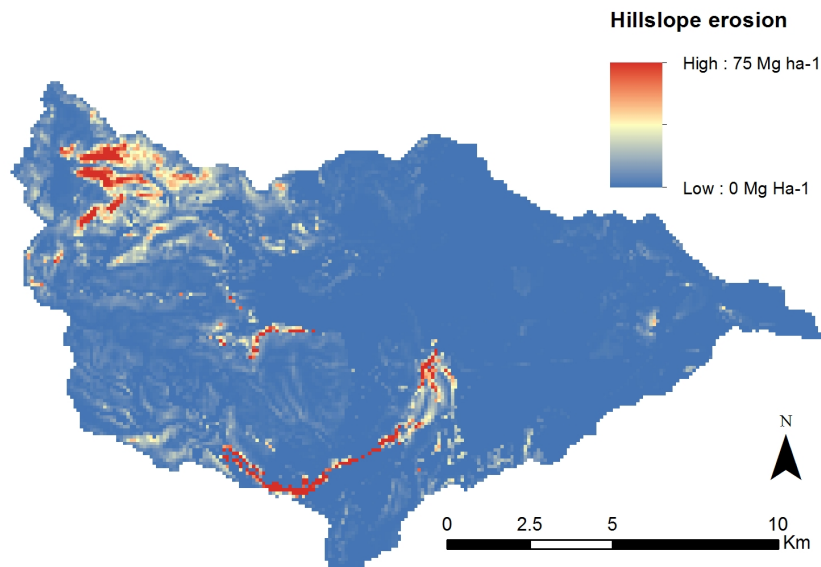 Hillslope erosion
High : 75 Mg ha-1
Low : 0 Mg Ha-1
N
0 2.5 5 10
Km